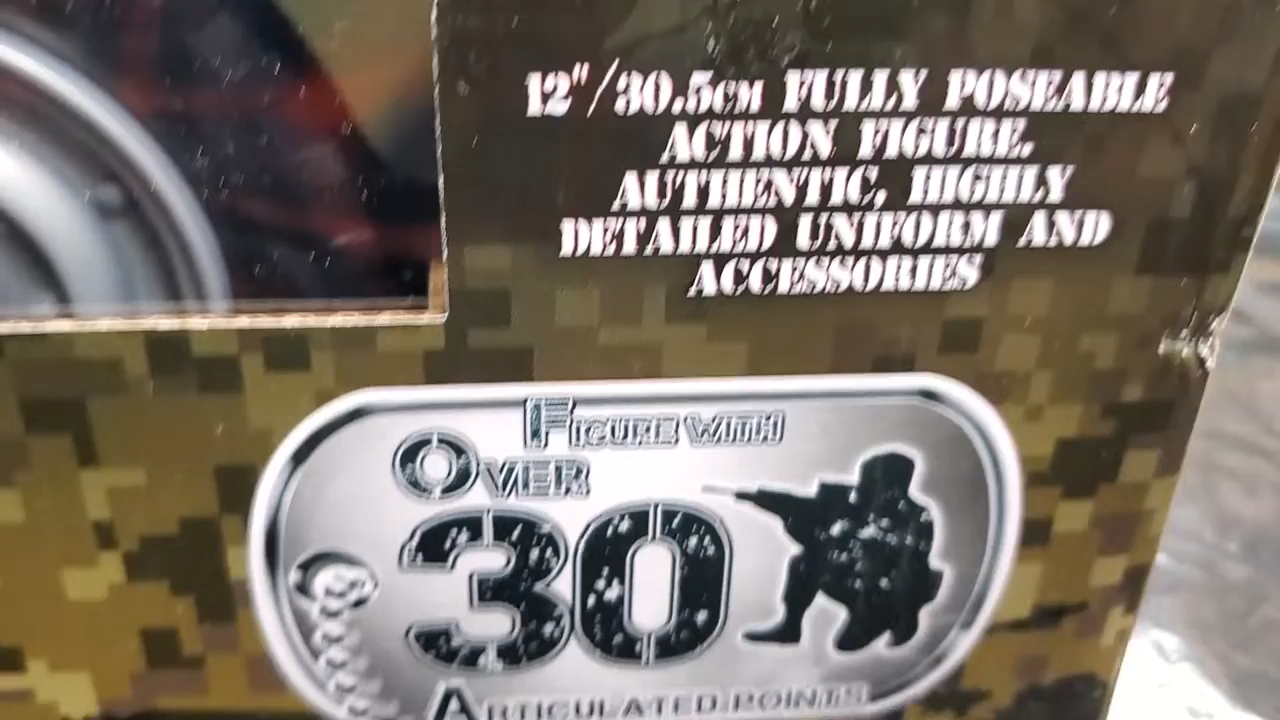 12"/30.5cm FULLY POSEABLE
ACTION FIGURE.
AUTHENTIC, HIGHLY
DETAILED UNIFORM AND
ACCESSORIES
FIGURE WITH
OVER
30
ARTICULATED POINTS